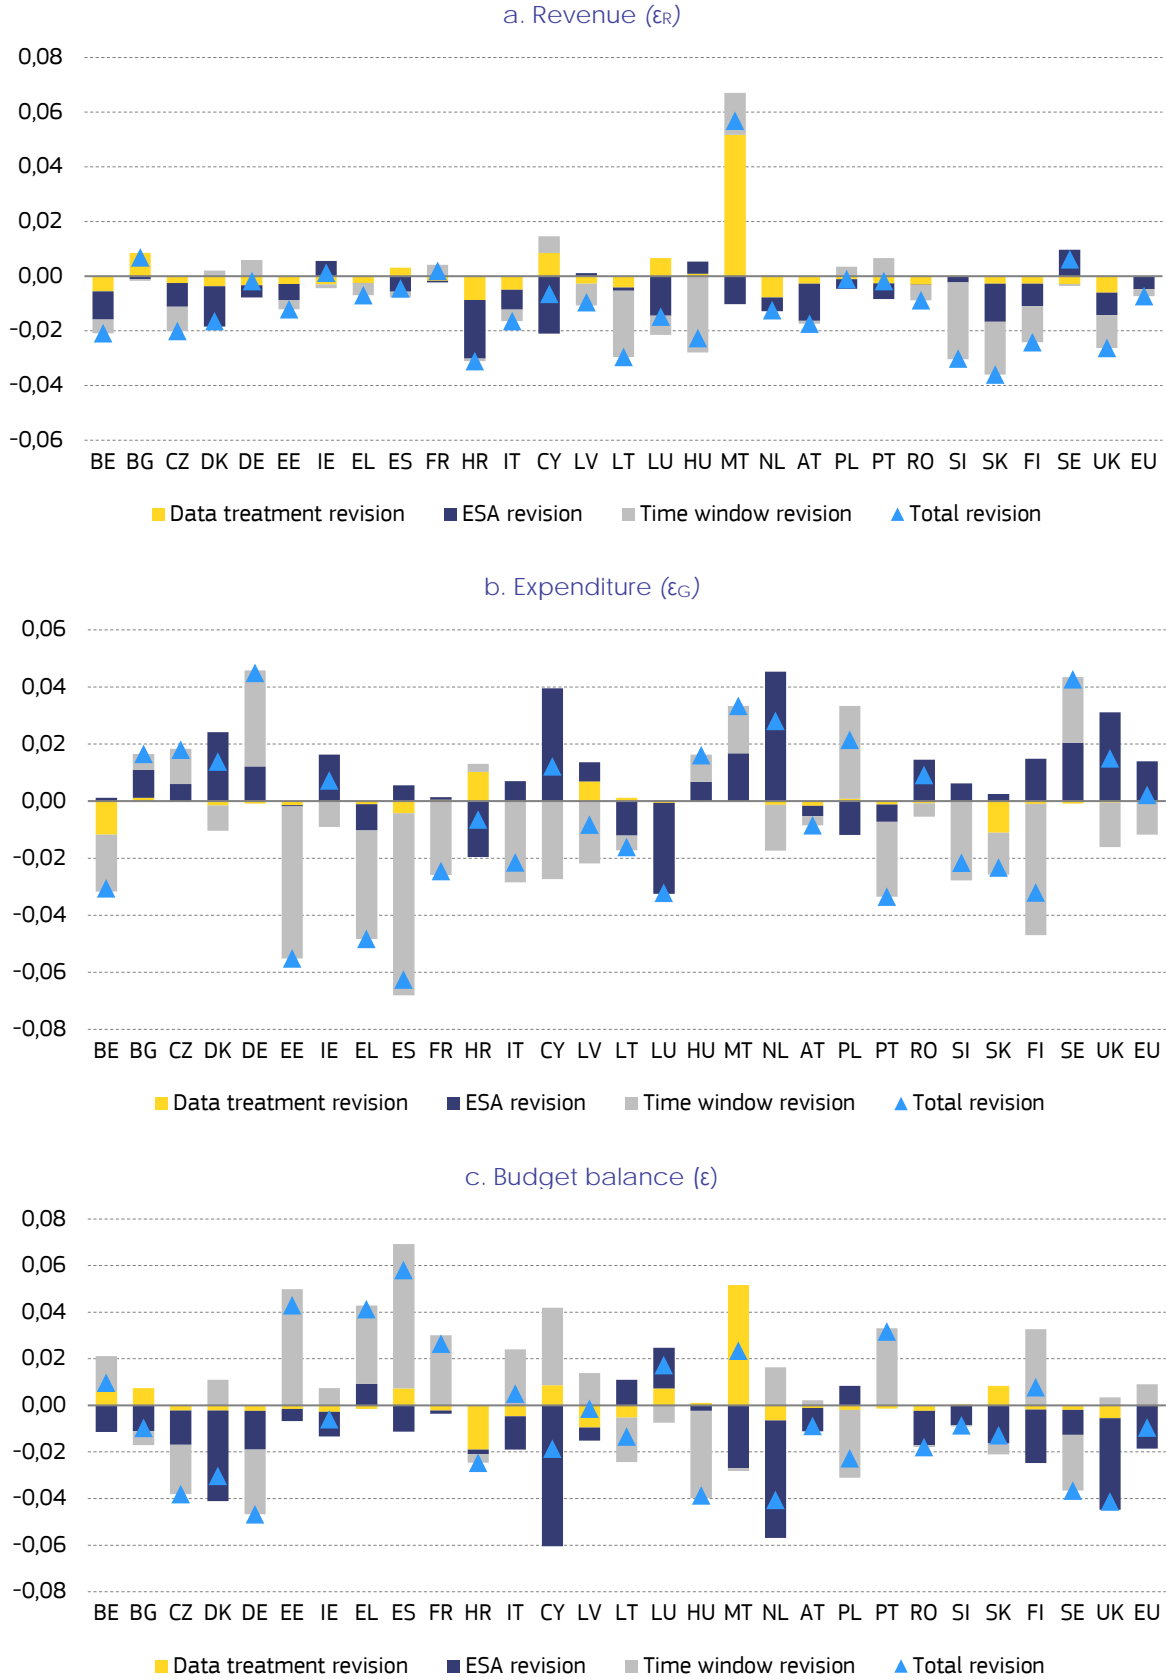 a. Revenue (εR)
0,08
0,06
0,04
0,02
0,00
−0,02
−0,04
−0,06
BE BG CZ DK DE EE IE EL ES FR HR IT CY LV LT LU HU MT NL AT PL PT RO SI SK FI SE UK EU
Data treatment revision ESA revision Time window revision Total revision
b. Expenditure (εG)
0,06
0,04
0,02
0,00
−0,02
−0,04
−0,06
−0,08
BE BG CZ DK DE EE IE EL ES FR HR IT CY LV LT LU HU MT NL AT PL PT RO SI SK FI SE UK EU
Data treatment revision ESA revision Time window revision Total revision
c. Budget balance (ε)
0,08
0,06
0,04
0,02
0,00
−0,02
−0,04
−0,06
−0,08
BE BG CZ DK DE EE IE EL ES FR HR IT CY LV LT LU HU MT NL AT PL PT RO SI SK FI SE UK EU
Data treatment revision ESA revision Time window revision Total revision